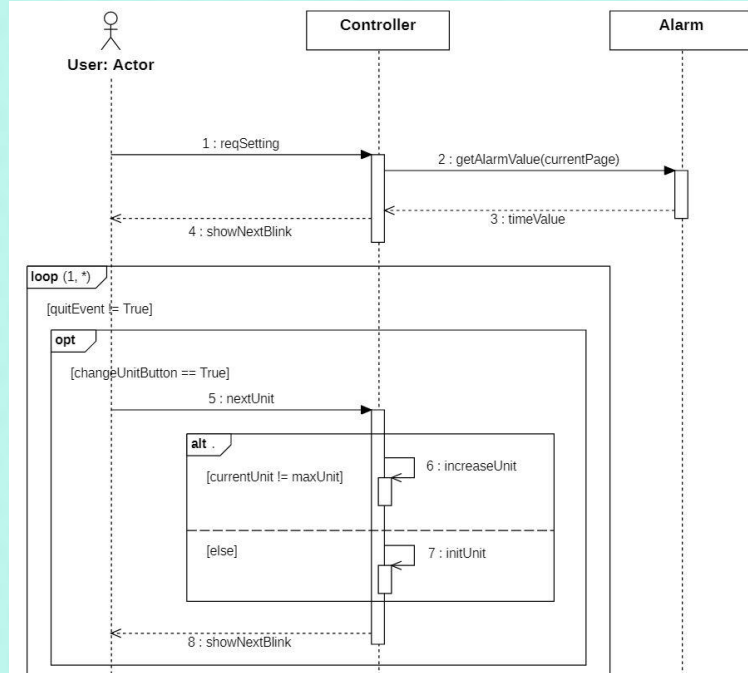 Controller
Alarm
User: Actor
1 : reqSetting
2 : getAlarmValue(currentPage)
3 : timeValue
4 : showNextBlink
loop (1, *)
[quitEvent != True]
opt
[changeUnitButton == True]
5 : nextUnit
alt .
[currentUnit != maxUnit]
6 : increaseUnit
[else]
7 : initUnit
8 : showNextBlink